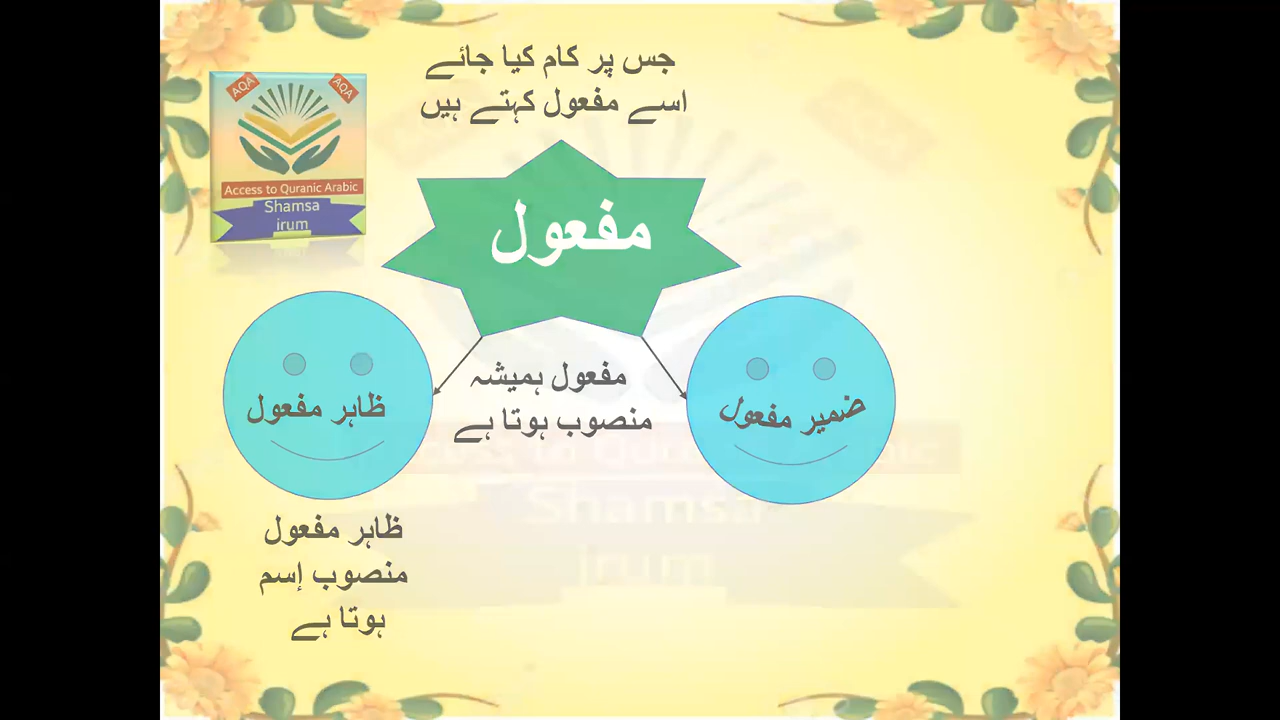 جس پر کام کیا جائے
اسے مفعول کہتے ہیں
AQA
AQA
Access to Quranic Arabic
Shamsa
irum
مفعول
مفعول ہمیشہ
منصوب ہوتا ہے
ضمیر مفعول
ظاہر مفعول
ظاہر مفعول
منصوب إسم
ہوتا ہے